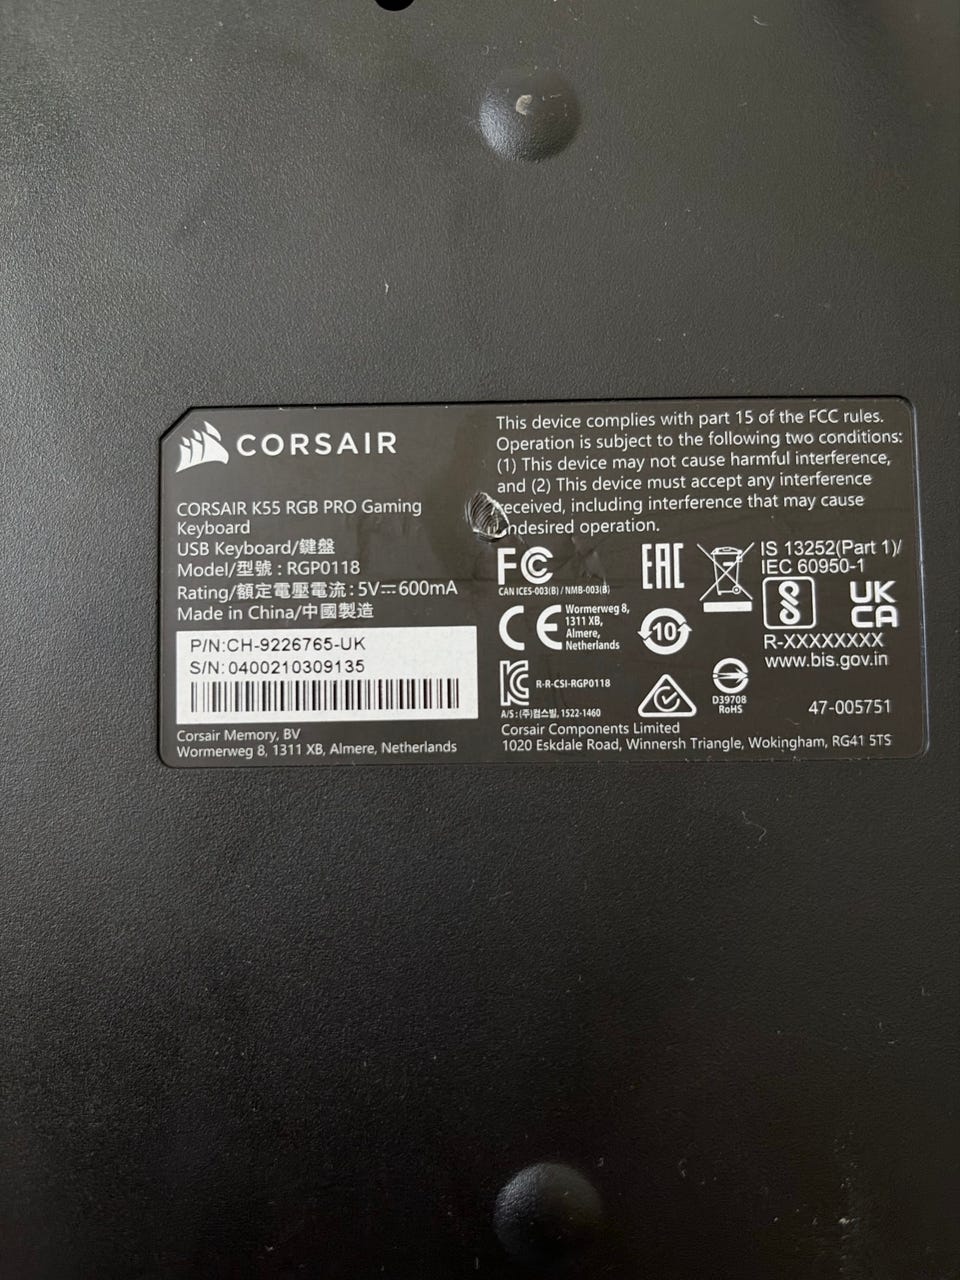 CORSAIR
CORSAIR K55 RGB PRO Gaming
Keyboard
USB Keyboard/鍵盤
Model/型號 : RGP0118
Rating/額定電壓電流 : 5V⎓600mA
Made in China/中國製造
P/N:CH-9226765-UK
S/N:0400210309135
Corsair Memory, BV
Wormerweg 8, 1311 XB, Almere, Netherlands
This device complies with part 15 of the FCC rules.
Operation is subject to the following two conditions:
(1) This device may not cause harmful interference,
and (2) This device must accept any interference
received, including interference that may cause
undesired operation.
FC
CAN ICES-003(B) / NMB-003(B)
CE
Wormerweg 8,
1311 XB,
Almere,
Netherlands
R-R-CSI-RGP0118
A/S : (주)컴스빌, 1522-1460
EAC
10
D39708
RoHS
IS 13252(Part 1)/
IEC 60950-1
UK
CA
R-XXXXXXXX
www.bis.gov.in
47-005751
Corsair Components Limited
1020 Eskdale Road, Winnersh Triangle, Wokingham, RG41 5TS